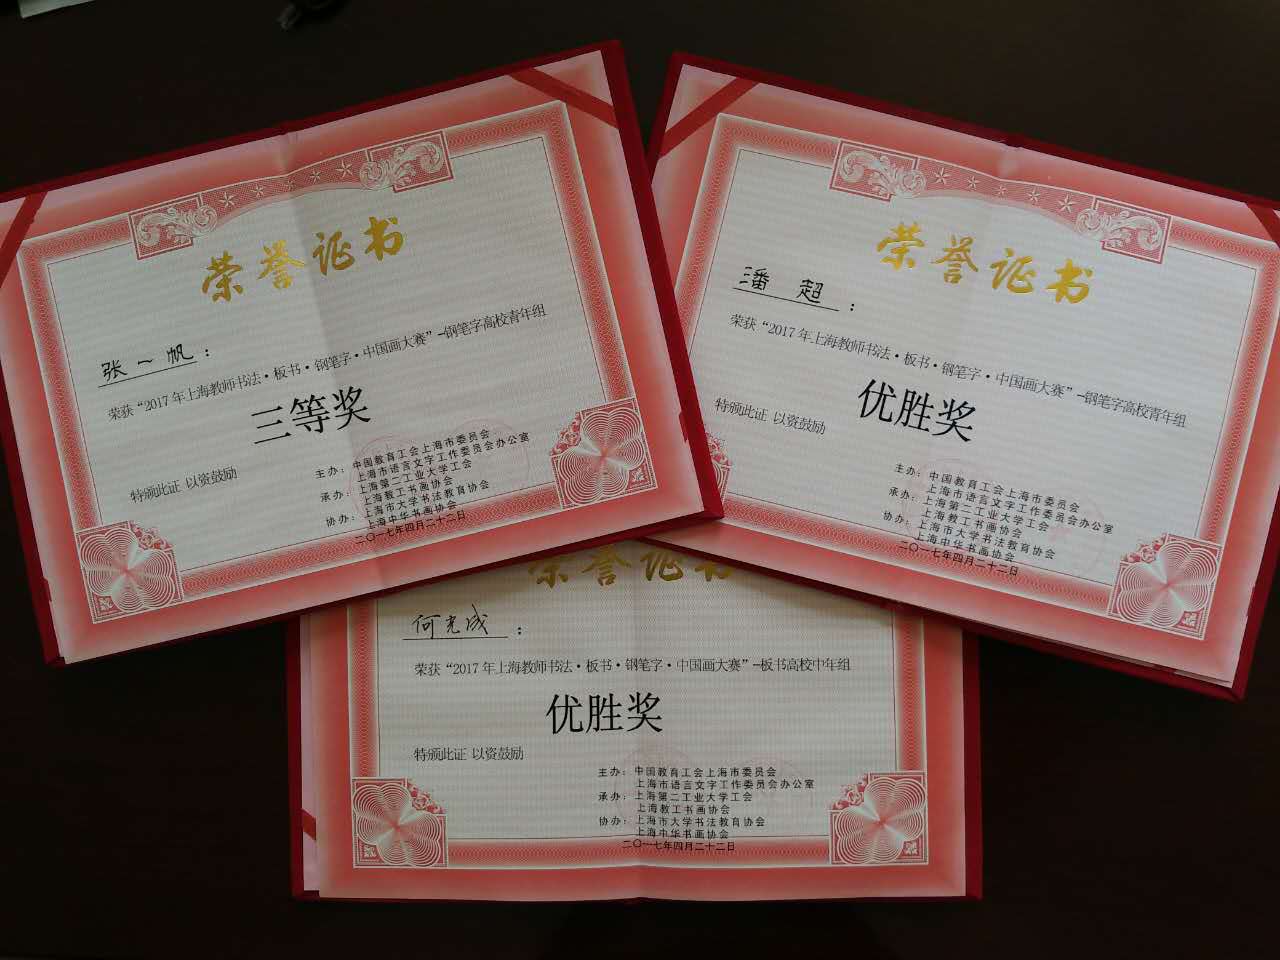 荣誉证书
张一帆：
荣获“2017年上海教师书法·板书·钢笔字·中国画大赛”-钢笔字高校青年组
三等奖
特颁此证 以资鼓励
主办：中国教育工会上海市委员会
上海市语言文字工作委员会办公室
承办：上海第二工业大学工会
上海教工书画协会
协办：上海市大学书法教育协会
上海中华书画协会
二〇一七年四月二十二日
荣誉证书
潘超：
荣获“2017年上海教师书法·板书·钢笔字·中国画大赛”-钢笔字高校青年组
优胜奖
特颁此证 以资鼓励
主办：中国教育工会上海市委员会
上海市语言文字工作委员会办公室
承办：上海第二工业大学工会
上海教工书画协会
协办：上海市大学书法教育协会
上海中华书画协会
二〇一七年四月二十二日
荣誉证书
何光成：
荣获“2017年上海教师书法·板书·钢笔字·中国画大赛”-板书高校中年组
优胜奖
特颁此证 以资鼓励
主办：中国教育工会上海市委员会
上海市语言文字工作委员会办公室
承办：上海第二工业大学工会
上海教工书画协会
协办：上海市大学书法教育协会
上海中华书画协会
二〇一七年四月二十二日